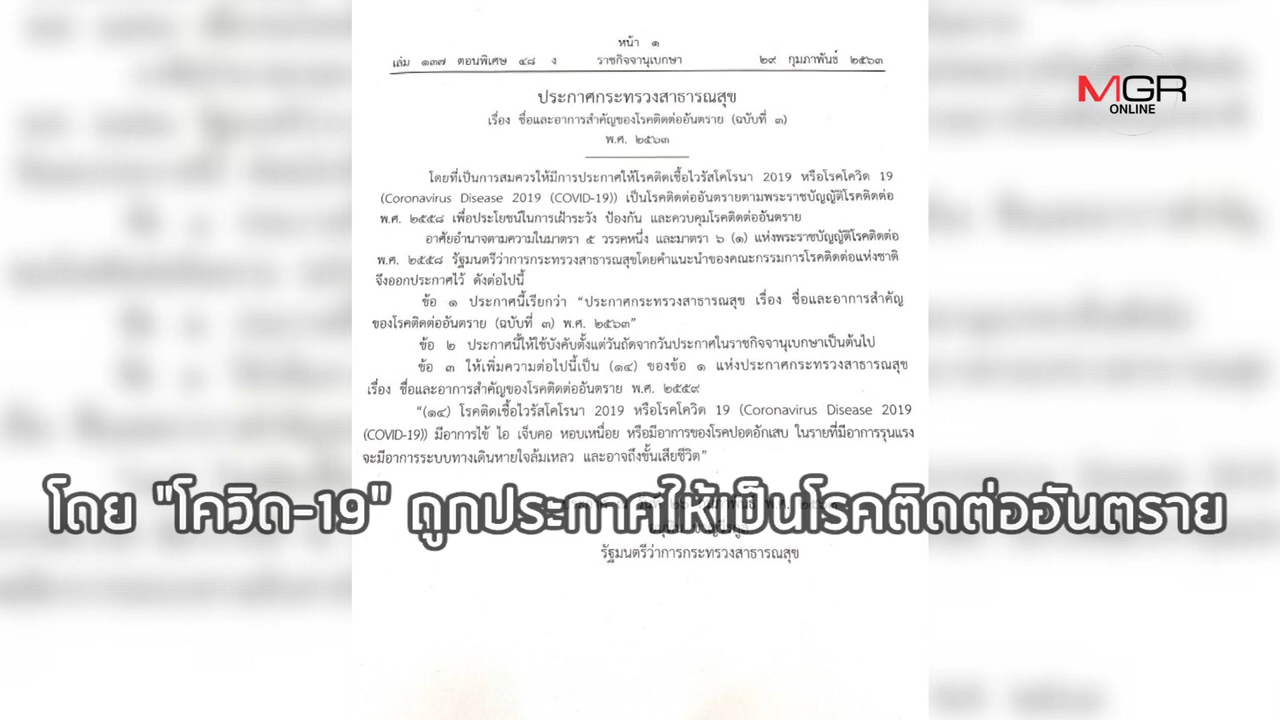 หน้า ๑
เล่ม ๑๓๗ ตอนพิเศษ ๔๘ ง ราชกิจจานุเบกษา ๒๙ กุมภาพันธ์ ๒๕๖๓
MGR
ONLINE
ประกาศกระทรวงสาธารณสุข
เรื่อง ชื่อและอาการสำคัญของโรคติดต่ออันตราย (ฉบับที่ ๓)
พ.ศ. ๒๕๖๓
โดยที่เป็นการสมควรให้มีการประกาศให้โรคติดเชื้อไวรัสโคโรนา 2019 หรือโรคโควิด 19
(Coronavirus Disease 2019 (COVID-19)) เป็นโรคติดต่ออันตรายตามพระราชบัญญัติโรคติดต่อ
พ.ศ. ๒๕๕๘ เพื่อประโยชน์ในการเฝ้าระวัง ป้องกัน และควบคุมโรคติดต่ออันตราย
อาศัยอำนาจตามความในมาตรา ๕ วรรคหนึ่ง และมาตรา ๖ (๑) แห่งพระราชบัญญัติโรคติดต่อ
พ.ศ. ๒๕๕๘ รัฐมนตรีว่าการกระทรวงสาธารณสุขโดยคำแนะนำของคณะกรรมการโรคติดต่อแห่งชาติ
จึงออกประกาศไว้ ดังต่อไปนี้
ข้อ ๑ ประกาศนี้เรียกว่า “ประกาศกระทรวงสาธารณสุข เรื่อง ชื่อและอาการสำคัญ
ของโรคติดต่ออันตราย (ฉบับที่ ๓) พ.ศ. ๒๕๖๓”
ข้อ ๒ ประกาศนี้ให้ใช้บังคับตั้งแต่วันถัดจากวันประกาศในราชกิจจานุเบกษาเป็นต้นไป
ข้อ ๓ ให้เพิ่มความต่อไปนี้เป็น (๑๔) ของข้อ ๑ แห่งประกาศกระทรวงสาธารณสุข
เรื่อง ชื่อและอาการสำคัญของโรคติดต่ออันตราย พ.ศ. ๒๕๕๙
“(๑๔) โรคติดเชื้อไวรัสโคโรนา 2019 หรือโรคโควิด 19 (Coronavirus Disease 2019
(COVID-19)) มีอาการไข้ ไอ เจ็บคอ หอบเหนื่อย หรือมีอาการของโรคปอดอักเสบ ในรายที่มีอาการรุนแรง
จะมีอาการระบบทางเดินหายใจล้มเหลว และอาจถึงขั้นเสียชีวิต”
โดย "โควิด-19" ถูกประกาศให้เป็นโรคติดต่ออันตราย
รัฐมนตรีว่าการกระทรวงสาธารณสุข